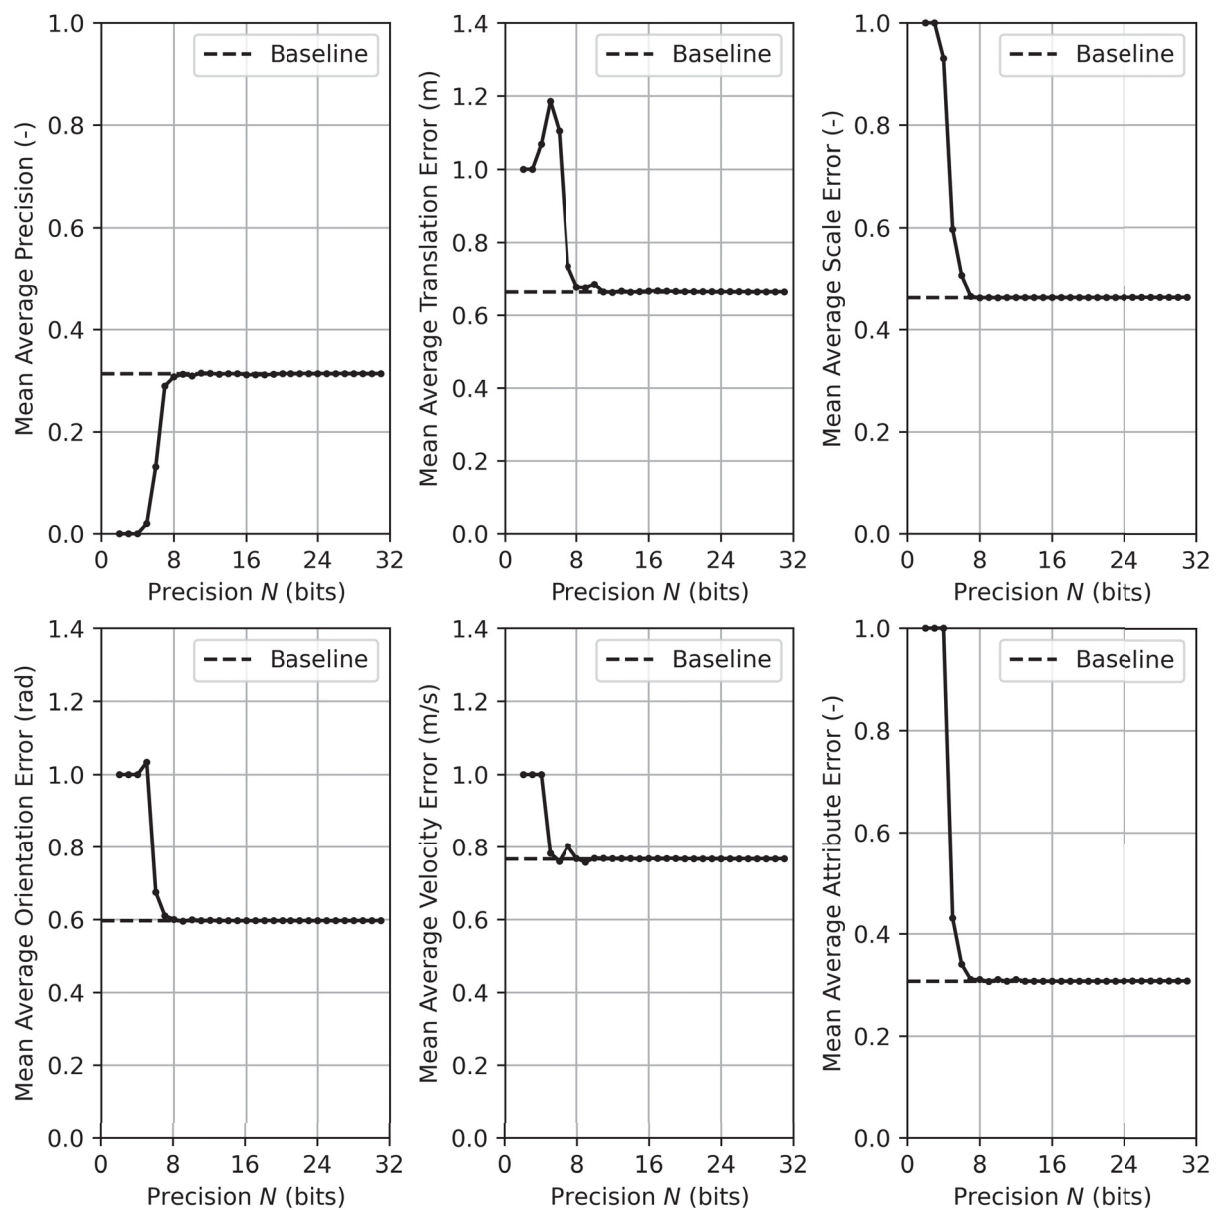 Mean Average Precision (-)
1.0
0.8
0.6
0.4
0.2
0.0
Baseline
0 8 16 24 32
Precision N (bits)
Mean Average Translation Error (m)
1.4
1.2
1.0
0.8
0.6
0.4
0.2
0.0
Baseline
0 8 16 24 32
Precision N (bits)
Mean Average Scale Error (-)
1.0
0.8
0.6
0.4
0.2
0.0
Baseline
0 8 16 24 32
Precision N (bits)
Mean Average Orientation Error (rad)
1.4
1.2
1.0
0.8
0.6
0.4
0.2
0.0
Baseline
0 8 16 24 32
Precision N (bits)
Mean Average Velocity Error (m/s)
1.4
1.2
1.0
0.8
0.6
0.4
0.2
0.0
Baseline
0 8 16 24 32
Precision N (bits)
Mean Average Attribute Error (-)
1.0
0.8
0.6
0.4
0.2
0.0
Baseline
0 8 16 24 32
Precision N (bits)